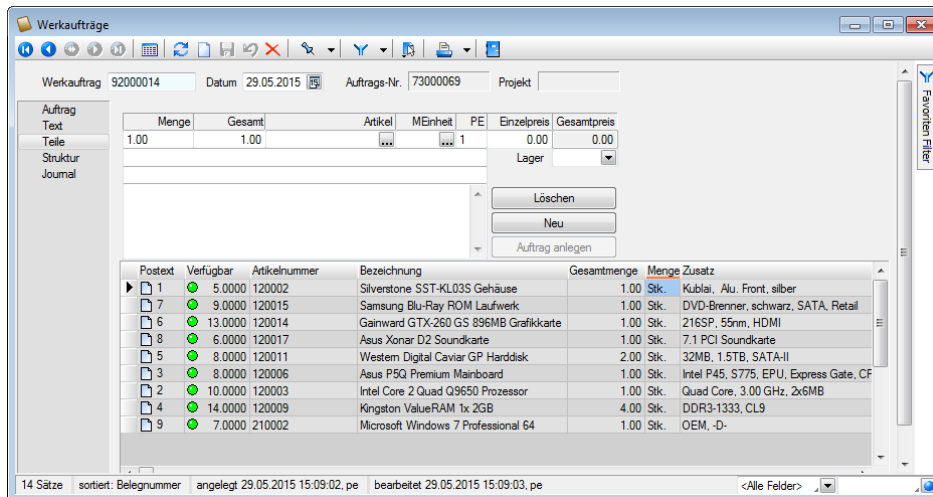 Werkaufträge
Werkauftrag 92000014 Datum 29.05.2015 Auftrags-Nr. 73000069 Projekt
Favoriten Filter
Auftrag
Text
Teile
Struktur
Journal
Menge Gesamt Artikel MEinheit PE Einzelpreis Gesamtpreis
1.00 1.00 ... ... 1 0.00 0.00
Lager
Löschen
Neu
Auftrag anlegen
Postext Verfügbar Artikelnummer Bezeichnung Gesamtmenge Menge Zusatz
1 5.0000 120002 Silverstone SST-KL03S Gehäuse 1.00 Stk. Kublai, Alu. Front, silber
7 9.0000 120015 Samsung Blu-Ray ROM Laufwerk 1.00 Stk. DVD-Brenner, schwarz, SATA, Retail
6 13.0000 120014 Gainward GTX-260 GS 896MB Grafikkarte 1.00 Stk. 216SP, 55nm, HDMI
8 6.0000 120017 Asus Xonar D2 Soundkarte 1.00 Stk. 7.1 PCI Soundkarte
5 8.0000 120011 Western Digital Caviar GP Harddisk 2.00 Stk. 32MB, 1.5TB, SATA-II
3 8.0000 120006 Asus P5Q Premium Mainboard 1.00 Stk. Intel P45, S775, EPU, Express Gate, CF
2 10.0000 120003 Intel Core 2 Quad Q9650 Prozessor 1.00 Stk. Quad Core, 3.00 GHz, 2x6MB
4 14.0000 120009 Kingston ValueRAM 1x 2GB 4.00 Stk. DDR3-1333, CL9
9 7.0000 210002 Microsoft Windows 7 Professional 64 1.00 Stk. OEM, -D-
14 Sätze sortiert: Belegnummer angelegt 29.05.2015 15:09:02, pe bearbeitet 29.05.2015 15:09:03, pe <Alle Felder>